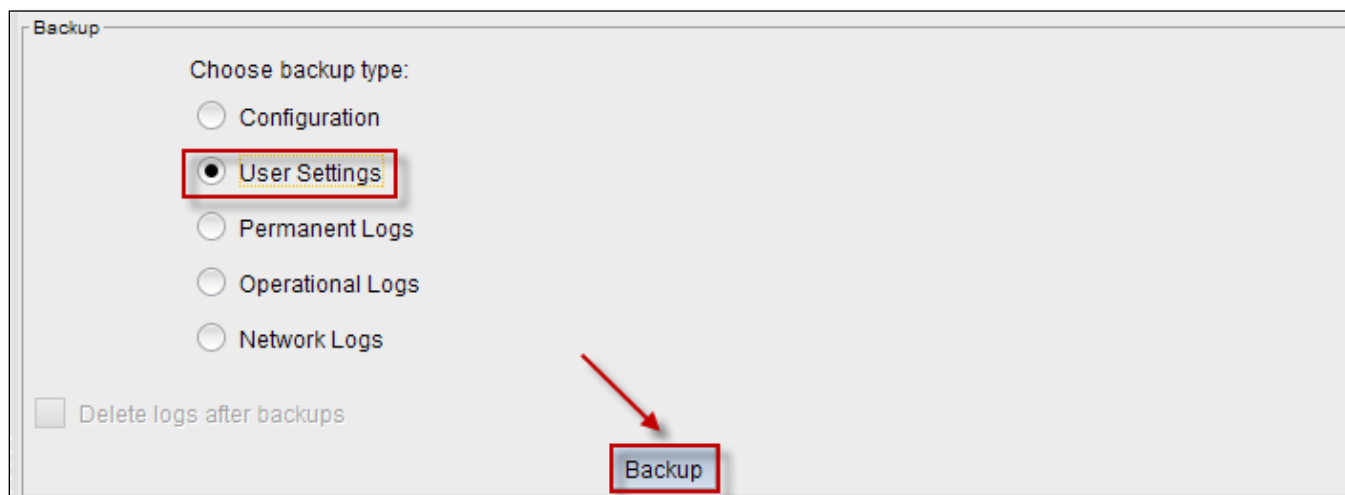 Backup
Choose backup type:
Configuration
User Settings
Permanent Logs
Operational Logs
Network Logs
Delete logs after backups
Backup